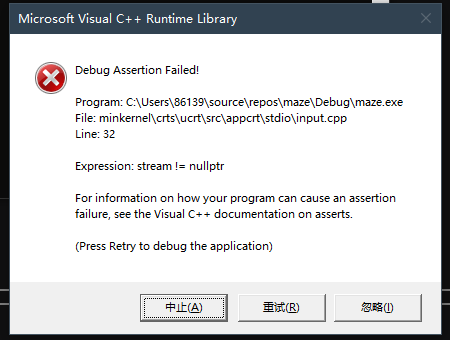 Microsoft Visual C++ Runtime Library
Debug Assertion Failed!
Program: C:\Users\86139\source\repos\maze\Debug\maze.exe
File: minkernel\crts\ucrt\src\appcrt\stdio\input.cpp
Line: 32
Expression: stream != nullptr
For information on how your program can cause an assertion
failure, see the Visual C++ documentation on asserts.
(Press Retry to debug the application)
中止(A)
重试(R)
忽略(I)